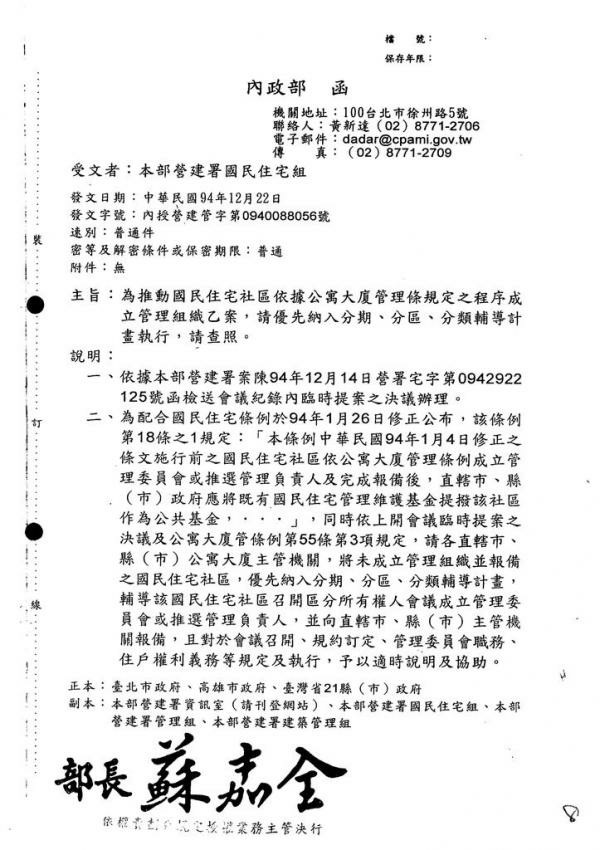 檔　　號：
保存年限：
內政部　函
機關地址：100台北市徐州路5號
聯絡人：黃新達（02）8771-2706
電子郵件：dadar@cpami.gov.tw
傳　　真：（02）8771-2709
受文者：本部營建署國民住宅組
發文日期：中華民國94年12月22日
發文字號：內授營建管字第0940088056號
速別：普通件
密等及解密條件或保密期限：普通
附件：無
主旨：為推動國民住宅社區依據公寓大廈管理條規定之程序成
立管理組織乙案，請優先納入分期、分區、分類輔導計
畫執行，請查照。
說明：
一、依據本部營建署案陳94年12月14日營署宅字第0942922
125號函檢送會議紀錄內臨時提案之決議辦理。
二、為配合國民住宅條例於94年1月26日修正公布，該條例
第18條之1規定：「本條例中華民國94年1月4日修正之
條文施行前之國民住宅社區依公寓大廈管理條例成立管
理委員會或推選管理負責人及完成報備後，直轄市、縣
（市）政府應將既有國民住宅管理維護基金提撥該社區
作為公共基金，．．．」，同時依上開會議臨時提案之
決議及公寓大廈管條例第55條第3項規定，請各直轄市、
縣（市）公寓大廈主管機關，將未成立管理組織並報備
之國民住宅社區，優先納入分期、分區、分類輔導計畫，
輔導該國民住宅社區召開區分所有權人會議成立管理委
員會或推選管理負責人，並向直轄市、縣（市）主管機
關報備，且對於會議召開、規約訂定、管理委員會職務、
住戶權利義務等規定及執行，予以適時說明及協助。
正本：臺北市政府、高雄市政府、臺灣省21縣（市）政府
副本：本部營建署資訊室（請刊登網站）、本部營建署國民住宅組、本部
營建署管理組、本部營建署建築管理組
部長 蘇嘉全
依權責劃分規定授權業務主管決行
裝
訂
線
8